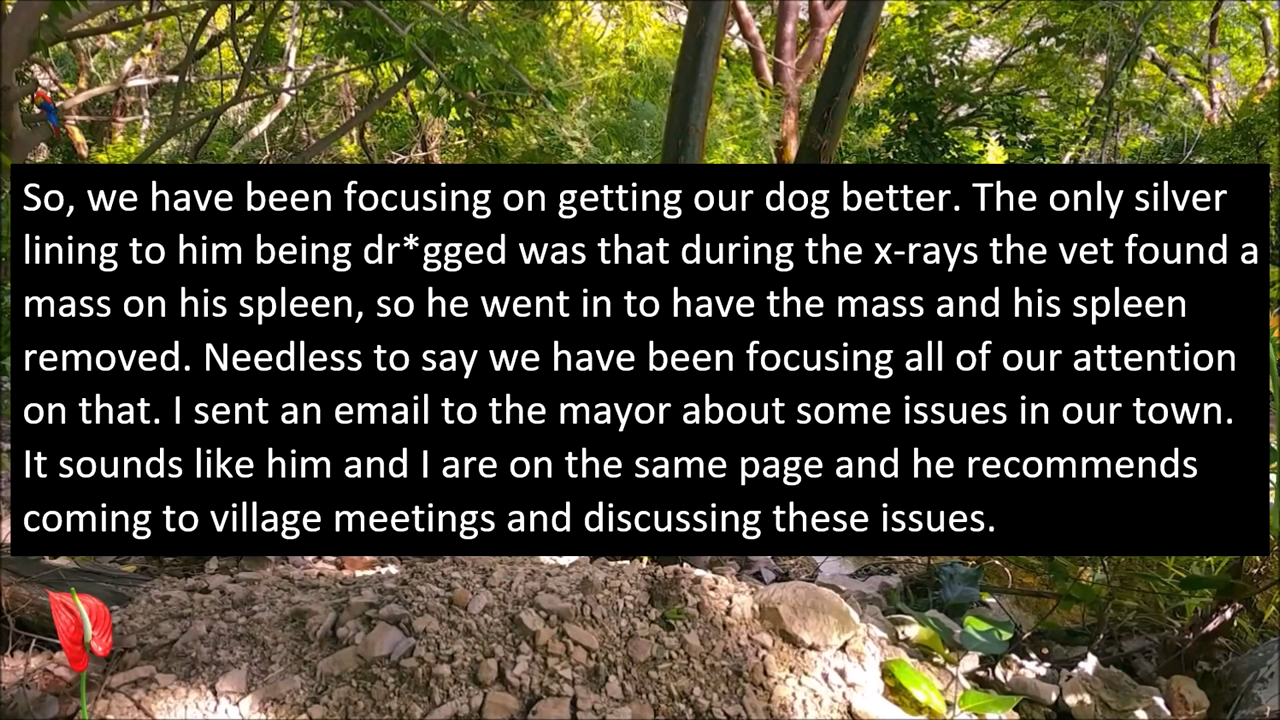 So, we have been focusing on getting our dog better. The only silver
lining to him being dr*gged was that during the x-rays the vet found a
mass on his spleen, so he went in to have the mass and his spleen
removed. Needless to say we have been focusing all of our attention
on that. I sent an email to the mayor about some issues in our town.
It sounds like him and I are on the same page and he recommends
coming to village meetings and discussing these issues.